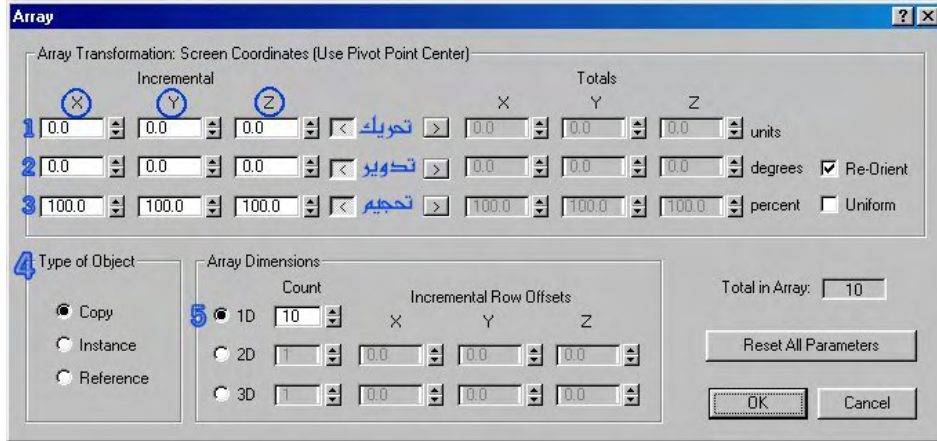 Array
Array Transformation: Screen Coordinates (Use Pivot Point Center)
Incremental Totals
X Y Z X Y Z
1 0.0 0.0 0.0 < تحريك > 0.0 0.0 0.0 units
2 0.0 0.0 0.0 < تدوير > 0.0 0.0 0.0 degrees Re-Orient
3 100.0 100.0 100.0 < تحجيم > 100.0 100.0 100.0 percent Uniform
4 Type of Object
Copy
Instance
Reference
Array Dimensions
Count Incremental Row Offsets
5 1D 10 X Y Z
2D 1 0.0 0.0 0.0
3D 1 0.0 0.0 0.0
Total in Array: 10
Reset All Parameters
OK Cancel